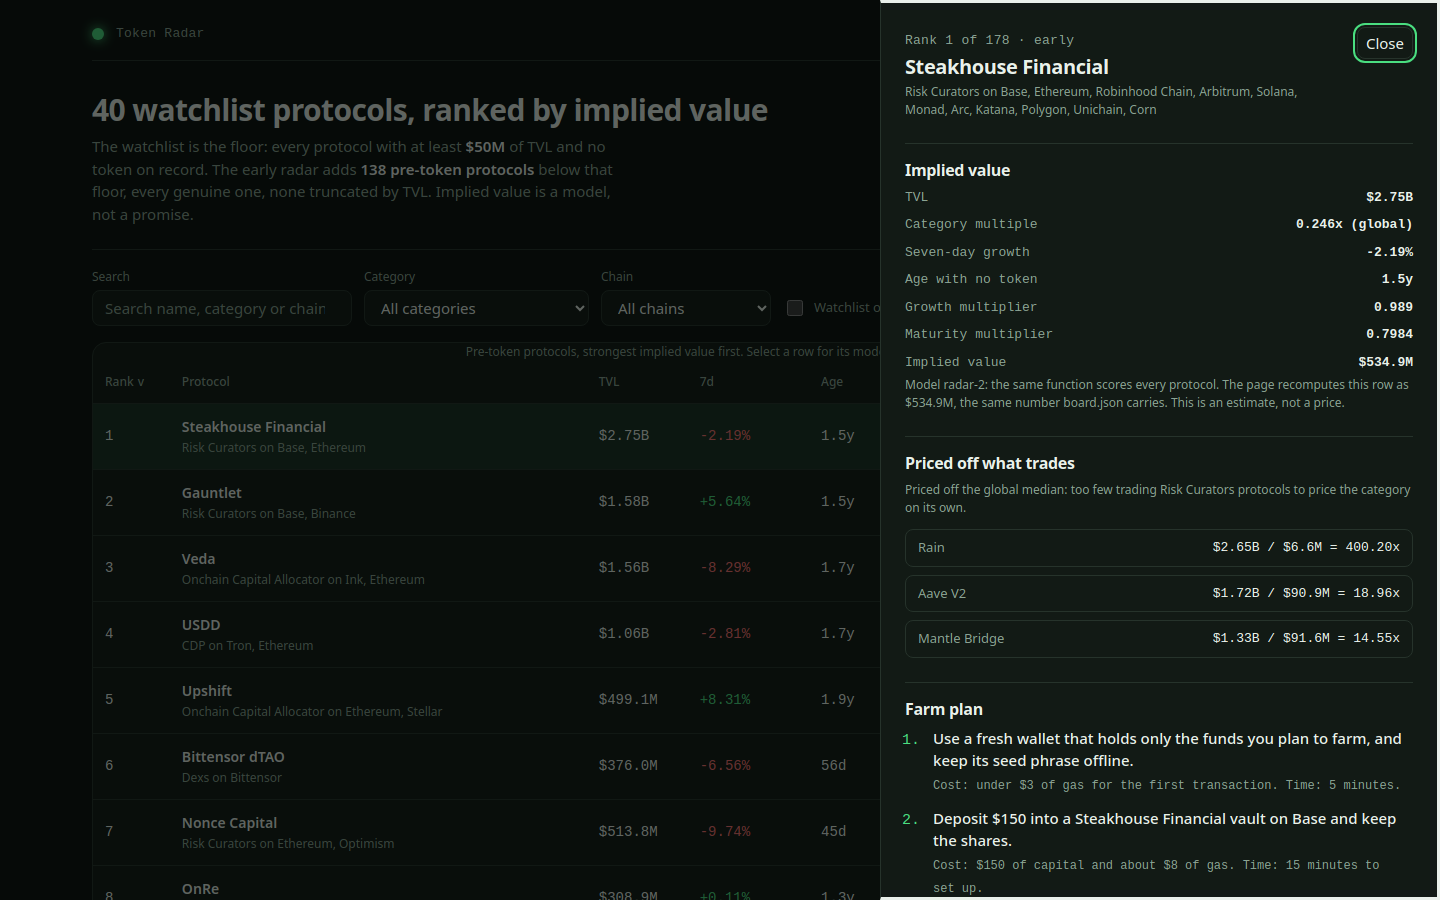 Token Radar
40 watchlist protocols, ranked by implied value
The watchlist is the floor: every protocol with at least $50M of TVL and no
token on record. The early radar adds 138 pre-token protocols below that
floor, every genuine one, none truncated by TVL. Implied value is a model,
not a promise.
Search Category Chain
Search name, category or chain All categories All chains Watchlist o
Pre-token protocols, strongest implied value first. Select a row for its mod
Rank v Protocol TVL 7d Age
1 Steakhouse Financial $2.75B -2.19% 1.5y
Risk Curators on Base, Ethereum
2 Gauntlet $1.58B +5.64% 1.5y
Risk Curators on Base, Binance
3 Veda $1.56B -8.29% 1.7y
Onchain Capital Allocator on Ink, Ethereum
4 USDD $1.06B -2.81% 1.7y
CDP on Tron, Ethereum
5 Upshift $499.1M +8.31% 1.9y
Onchain Capital Allocator on Ethereum, Stellar
6 Bittensor dTAO $376.0M -6.56% 56d
Dexs on Bittensor
7 Nonce Capital $513.8M -9.74% 45d
Risk Curators on Ethereum, Optimism
8 OnRe $308.9M +0.11% 1.3y
Rank 1 of 178 · early
Close
Steakhouse Financial
Risk Curators on Base, Ethereum, Robinhood Chain, Arbitrum, Solana,
Monad, Arc, Katana, Polygon, Unichain, Corn
Implied value
TVL $2.75B
Category multiple 0.246x (global)
Seven-day growth -2.19%
Age with no token 1.5y
Growth multiplier 0.989
Maturity multiplier 0.7984
Implied value $534.9M
Model radar-2: the same function scores every protocol. The page recomputes this row as
$534.9M, the same number board.json carries. This is an estimate, not a price.
Priced off what trades
Priced off the global median: too few trading Risk Curators protocols to price the category
on its own.
Rain $2.65B / $6.6M = 400.20x
Aave V2 $1.72B / $90.9M = 18.96x
Mantle Bridge $1.33B / $91.6M = 14.55x
Farm plan
1. Use a fresh wallet that holds only the funds you plan to farm, and
keep its seed phrase offline.
Cost: under $3 of gas for the first transaction. Time: 5 minutes.
2. Deposit $150 into a Steakhouse Financial vault on Base and keep
the shares.
Cost: $150 of capital and about $8 of gas. Time: 15 minutes to
set up.